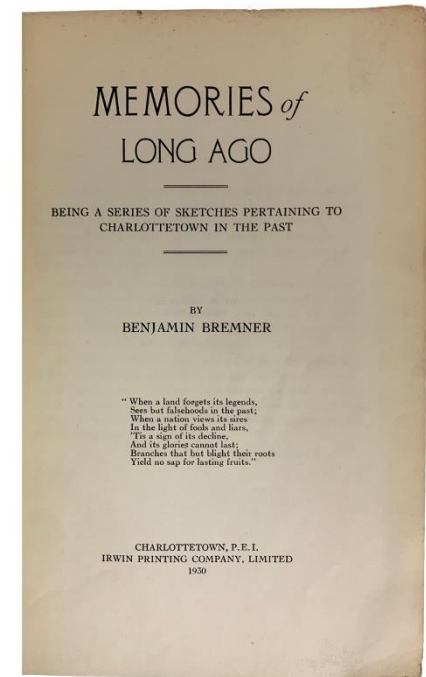 MEMORIES of
LONG AGO
BEING A SERIES OF SKETCHES PERTAINING TO
CHARLOTTETOWN IN THE PAST
BY
BENJAMIN BREMNER
“ When a land forgets its legends,
Sees but falsehoods in the past;
When a nation views its sires
In the light of fools and liars,
'Tis a sign of its decline,
And its glories cannot last;
Branches that but blight their roots
Yield no sap for lasting fruits.”
CHARLOTTETOWN, P.E.I.
IRWIN PRINTING COMPANY, LIMITED
1930